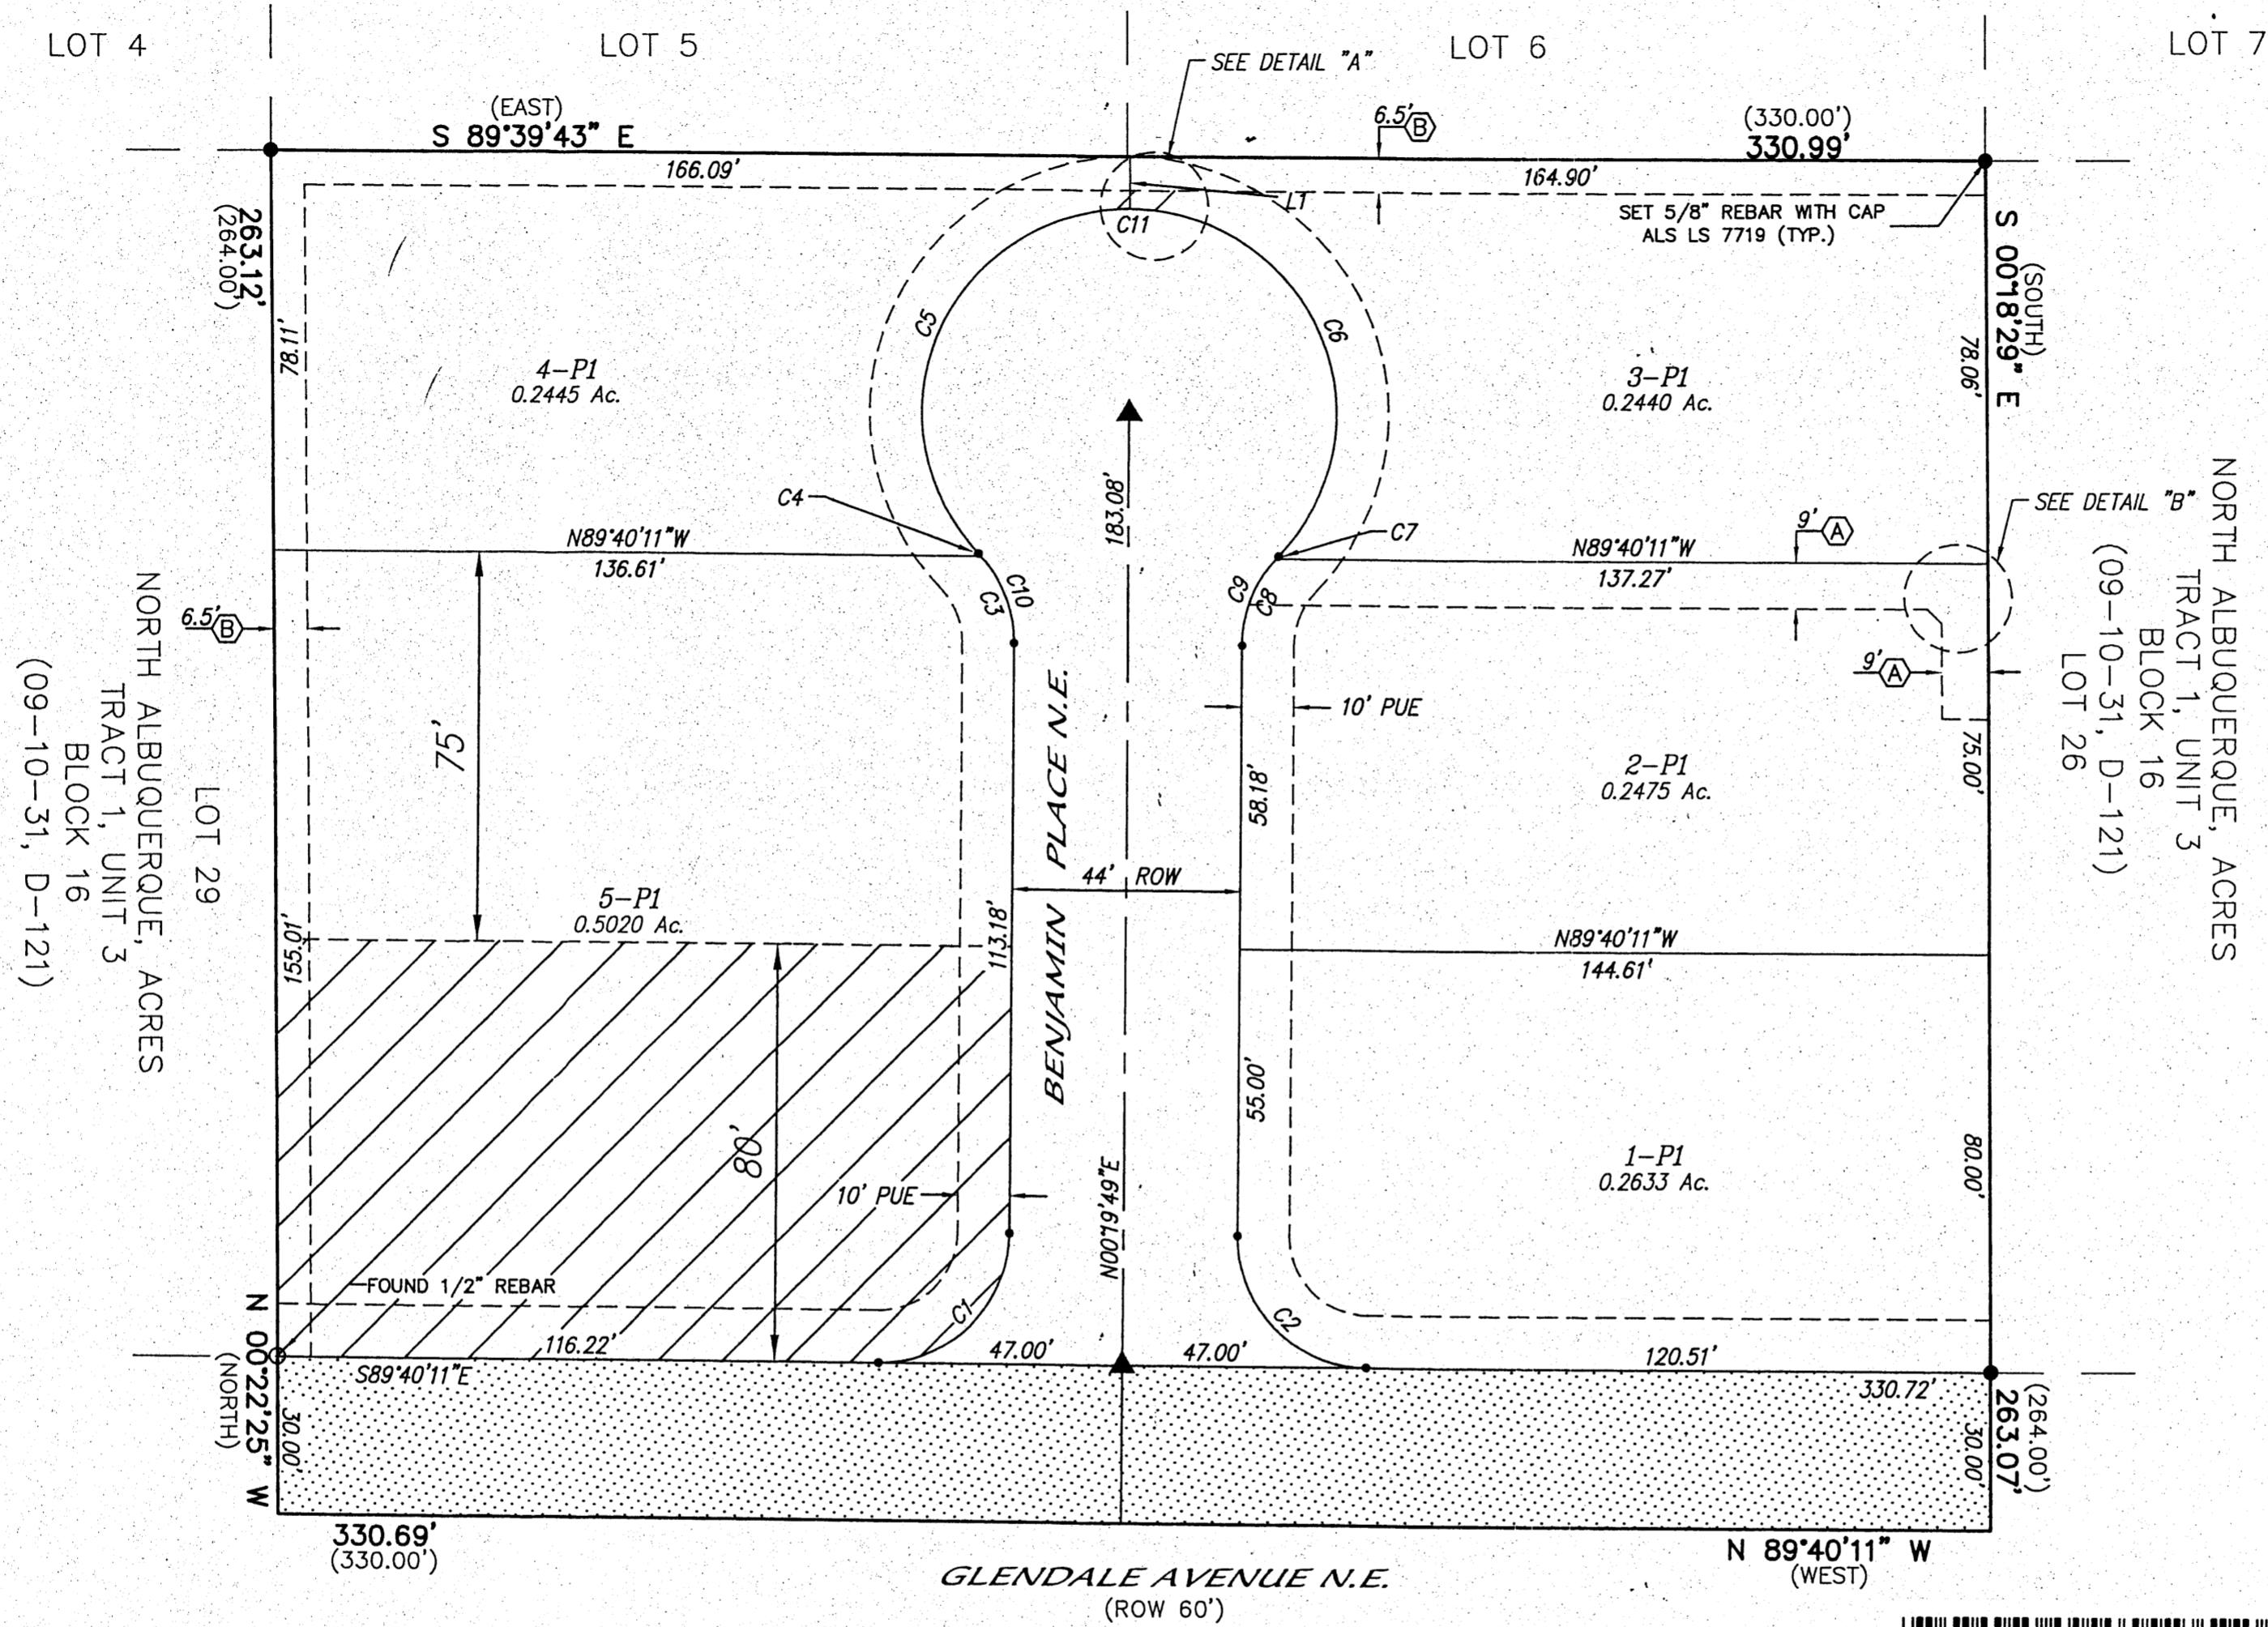 LOT 4
LOT 5
LOT 6
LOT 7
SEE DETAIL "A"
(EAST)
S 89°39'43" E
6.5' B
(330.00')
330.99'
166.09'
164.90'
L1
C11
SET 5/8" REBAR WITH CAP
ALS LS 7719 (TYP.)
263.12'
(264.00')
78.11'
S 00°18'29" E
(SOUTH)
78.06'
C5
C6
4-P1
0.2445 Ac.
3-P1
0.2440 Ac.
183.08'
C4
C7
N89°40'11"W
136.61'
N89°40'11"W
137.27'
9' A
SEE DETAIL "B"
C10
C3
C9
C8
6.5' B
9' A
NORTH ALBUQUERQUE, ACRES
TRACT 1, UNIT 3
BLOCK 16
(09-10-31, D-121)
LOT 26
LOT 29
NORTH ALBUQUERQUE, ACRES
TRACT 1, UNIT 3
BLOCK 16
(09-10-31, D-121)
75'
10' PUE
75.00'
58.18'
2-P1
0.2475 Ac.
BENJAMIN PLACE N.E.
44' ROW
5-P1
0.5020 Ac.
155.01'
113.18'
N89°40'11"W
144.61'
55.00'
80'
1-P1
0.2633 Ac.
80.00'
10' PUE
N00°19'49"E
FOUND 1/2" REBAR
C1
C2
116.22'
47.00'
47.00'
120.51'
S89°40'11"E
330.72'
N 00°22'25" W
(NORTH)
30.00'
(264.00')
263.07'
30.00'
330.69'
(330.00')
N 89°40'11" W
(WEST)
GLENDALE AVENUE N.E.
(ROW 60')